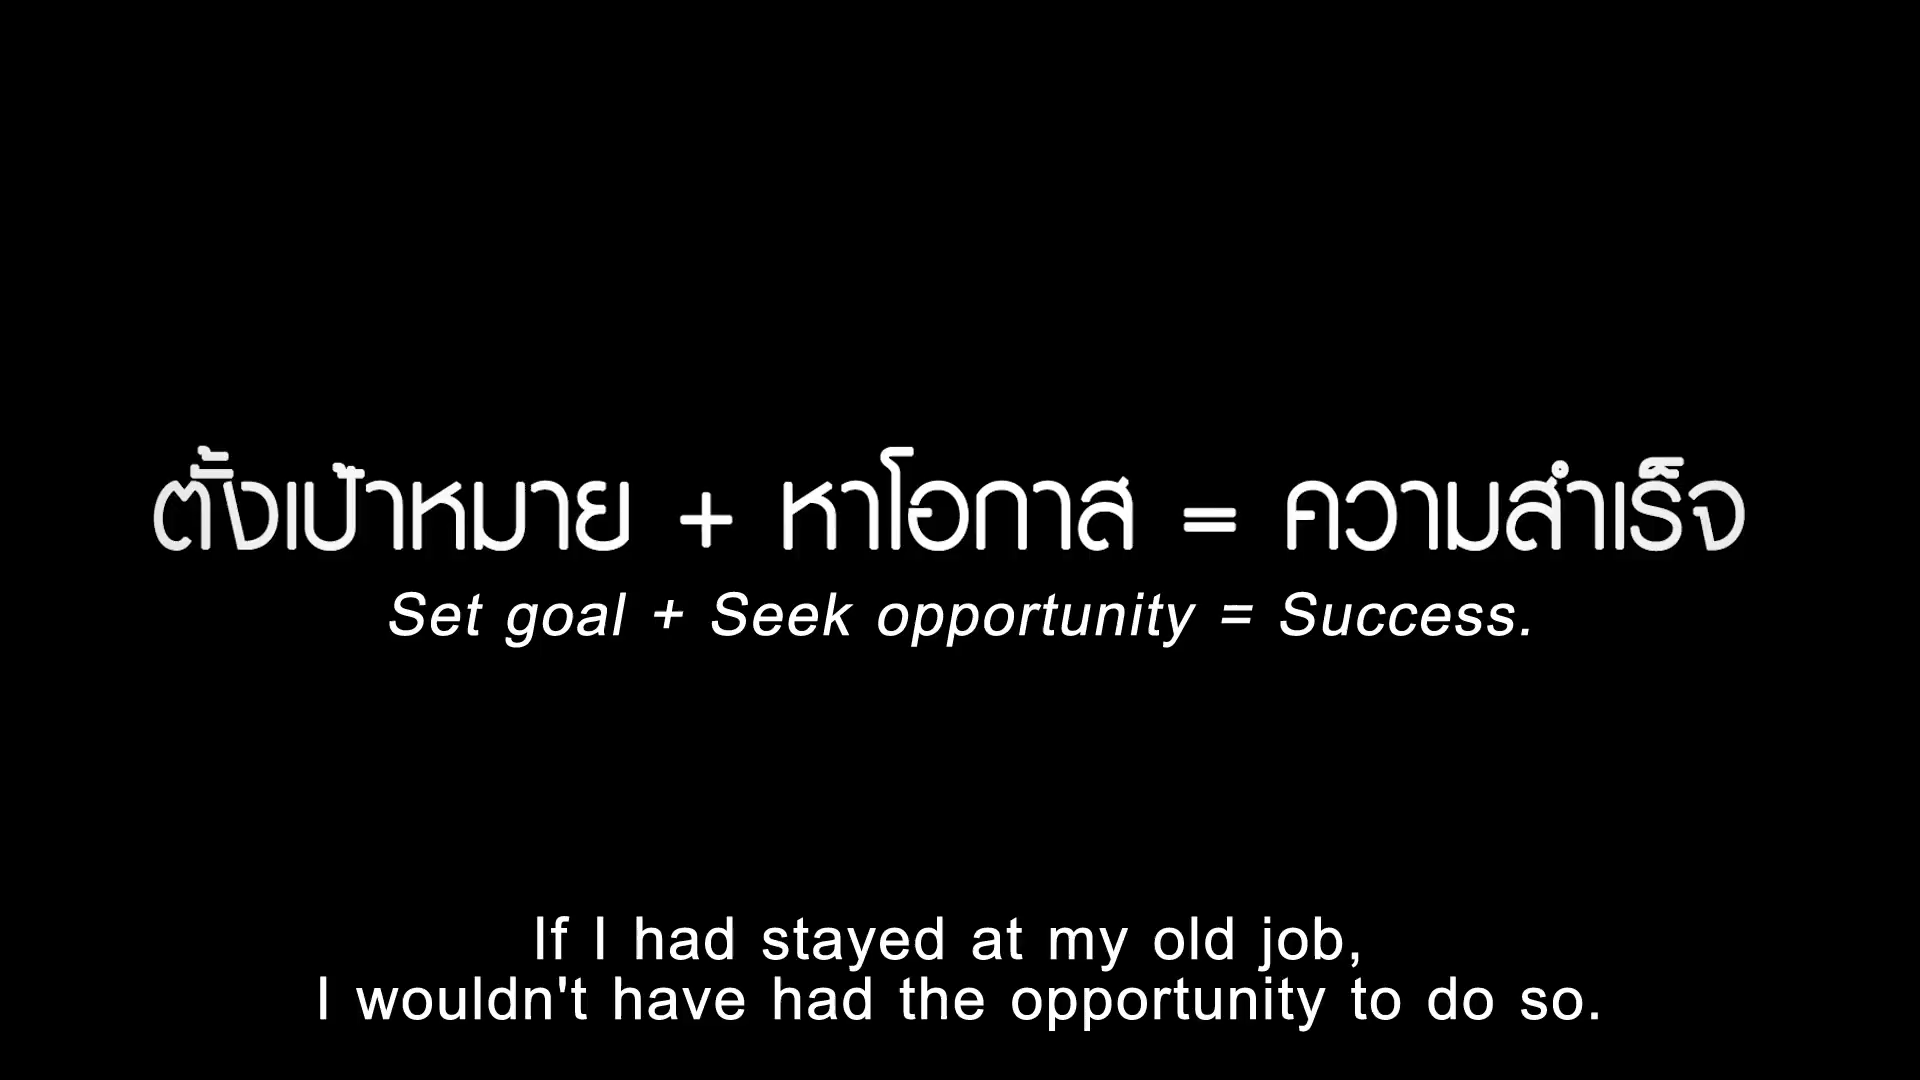 ตั้งเป้าหมาย + หาโอกาส = ความสำเร็จ
Set goal + Seek opportunity = Success.
If I had stayed at my old job,
I wouldn't have had the opportunity to do so.